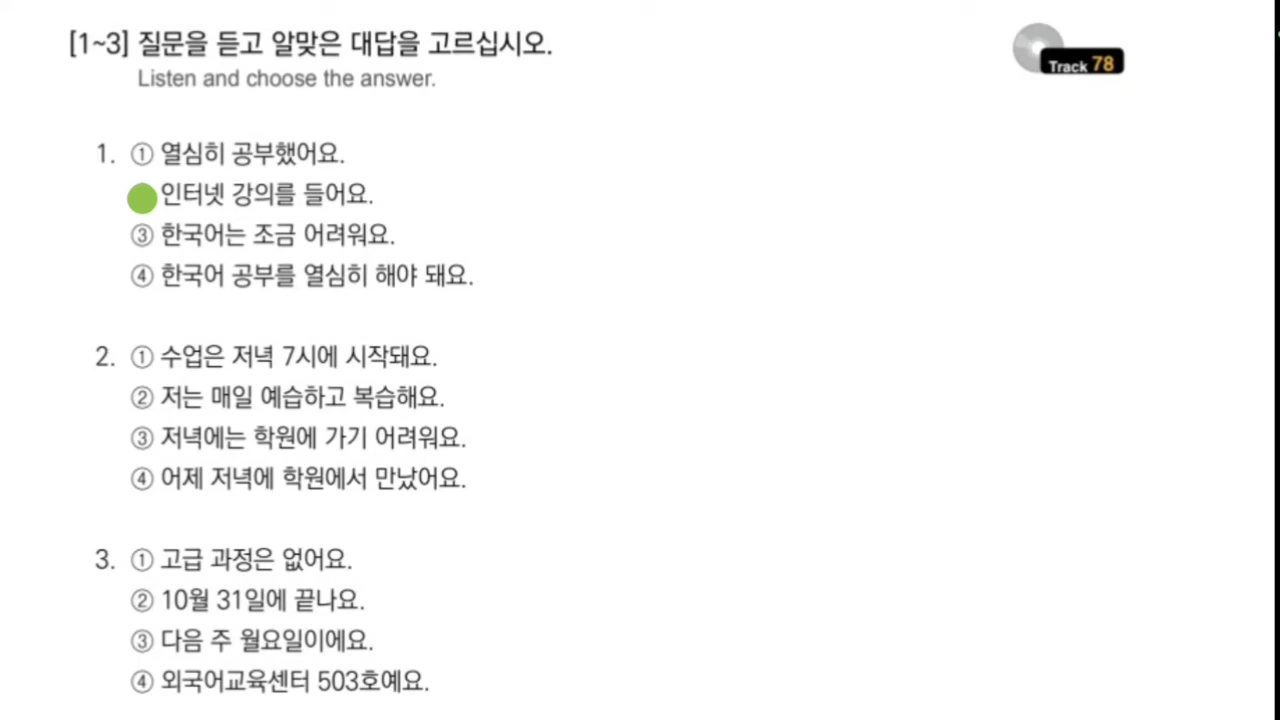 [1~3] 질문을 듣고 알맞은 대답을 고르십시오.
Listen and choose the answer.
Track 78
1. ① 열심히 공부했어요.
인터넷 강의를 들어요.
③ 한국어는 조금 어려워요.
④ 한국어 공부를 열심히 해야 돼요.
2. ① 수업은 저녁 7시에 시작돼요.
② 저는 매일 예습하고 복습해요.
③ 저녁에는 학원에 가기 어려워요.
④ 어제 저녁에 학원에서 만났어요.
3. ① 고급 과정은 없어요.
② 10월 31일에 끝나요.
③ 다음 주 월요일이에요.
④ 외국어교육센터 503호예요.